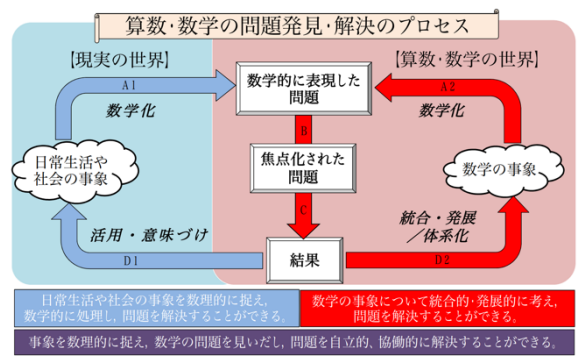 算数・数学の問題発見・解決のプロセス
【現実の世界】
【算数・数学の世界】
A1
A2
数学的に表現した
問題
数学化
数学化
B
日常生活や
社会の事象
焦点化された
問題
数学の事象
C
活用・意味づけ
統合・発展
／体系化
結果
D1
D2
日常生活や社会の事象を数理的に捉え,
数学的に処理し, 問題を解決することができる。
数学の事象について統合的・発展的に考え,
問題を解決することができる。
事象を数理的に捉え, 数学の問題を見いだし, 問題を自立的、協働的に解決することができる。